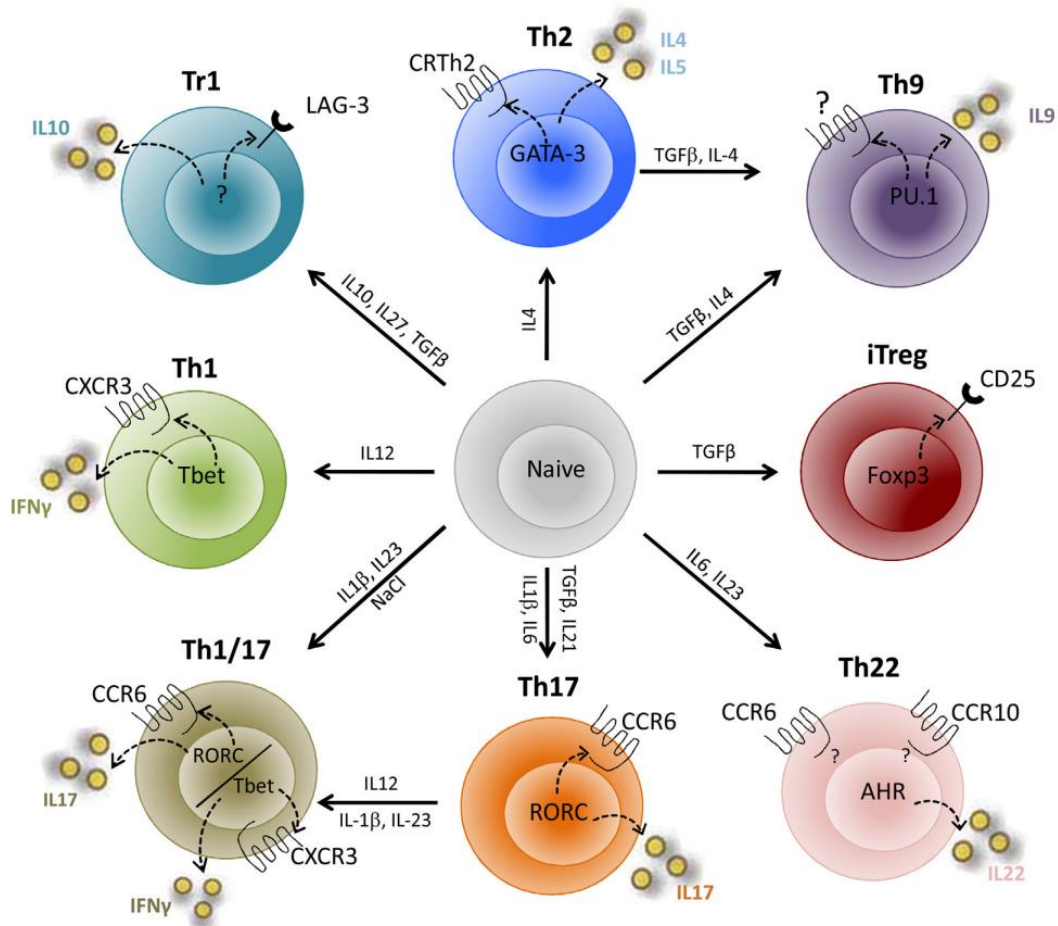 Th2
IL4
IL5
CRTh2
GATA-3
Tr1
LAG-3
IL10
?
Th9
?
IL9
PU.1
TGFβ, IL-4
IL10, IL27, TGFβ
IL4
TGFβ, IL4
Th1
CXCR3
Tbet
IFNγ
IL12
Naive
TGFβ
iTreg
CD25
Foxp3
IL1β, IL23
NaCl
IL1β, IL6
TGFβ, IL21
IL6, IL23
Th1/17
CCR6
RORC
Tbet
IL17
CXCR3
IFNγ
IL12
IL-1β, IL-23
Th17
CCR6
RORC
IL17
Th22
CCR6
CCR10
?
?
AHR
IL22